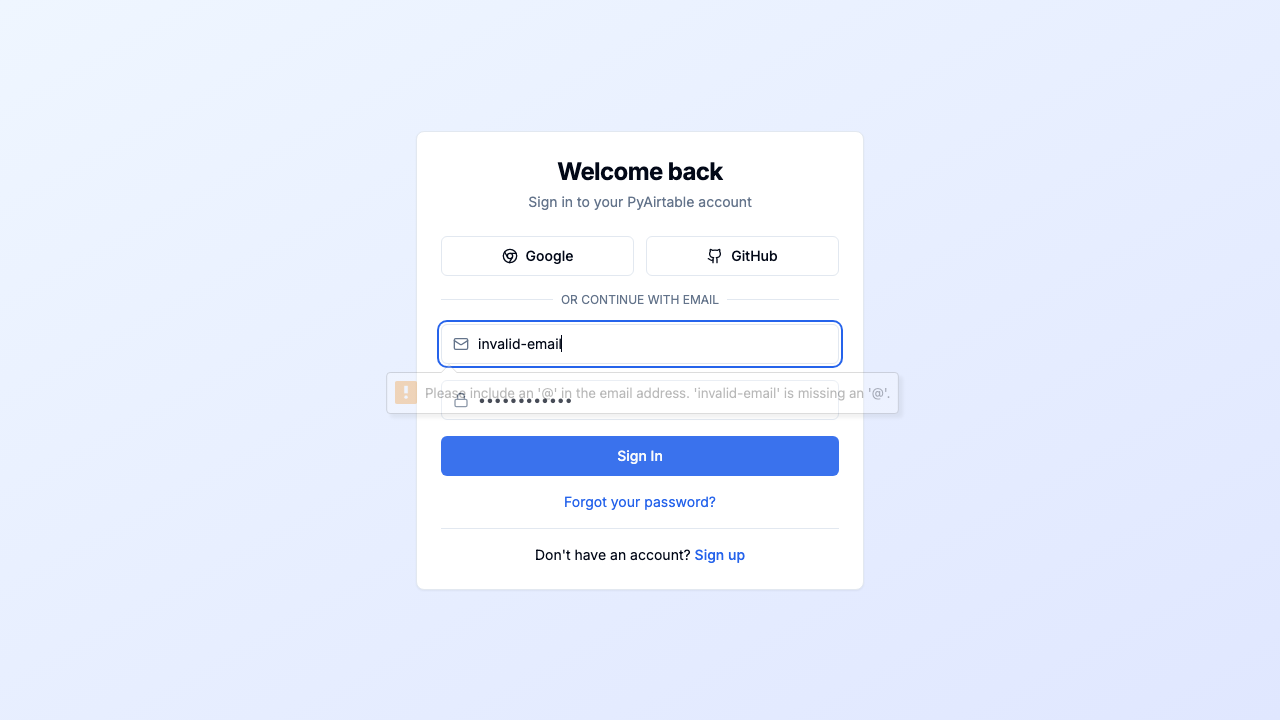 Welcome back
Sign in to your PyAirtable account
Google
GitHub
OR CONTINUE WITH EMAIL
invalid-email
Please include an '@' in the email address. 'invalid-email' is missing an '@'.
••••••••••••
Sign In
Forgot your password?
Don't have an account? Sign up